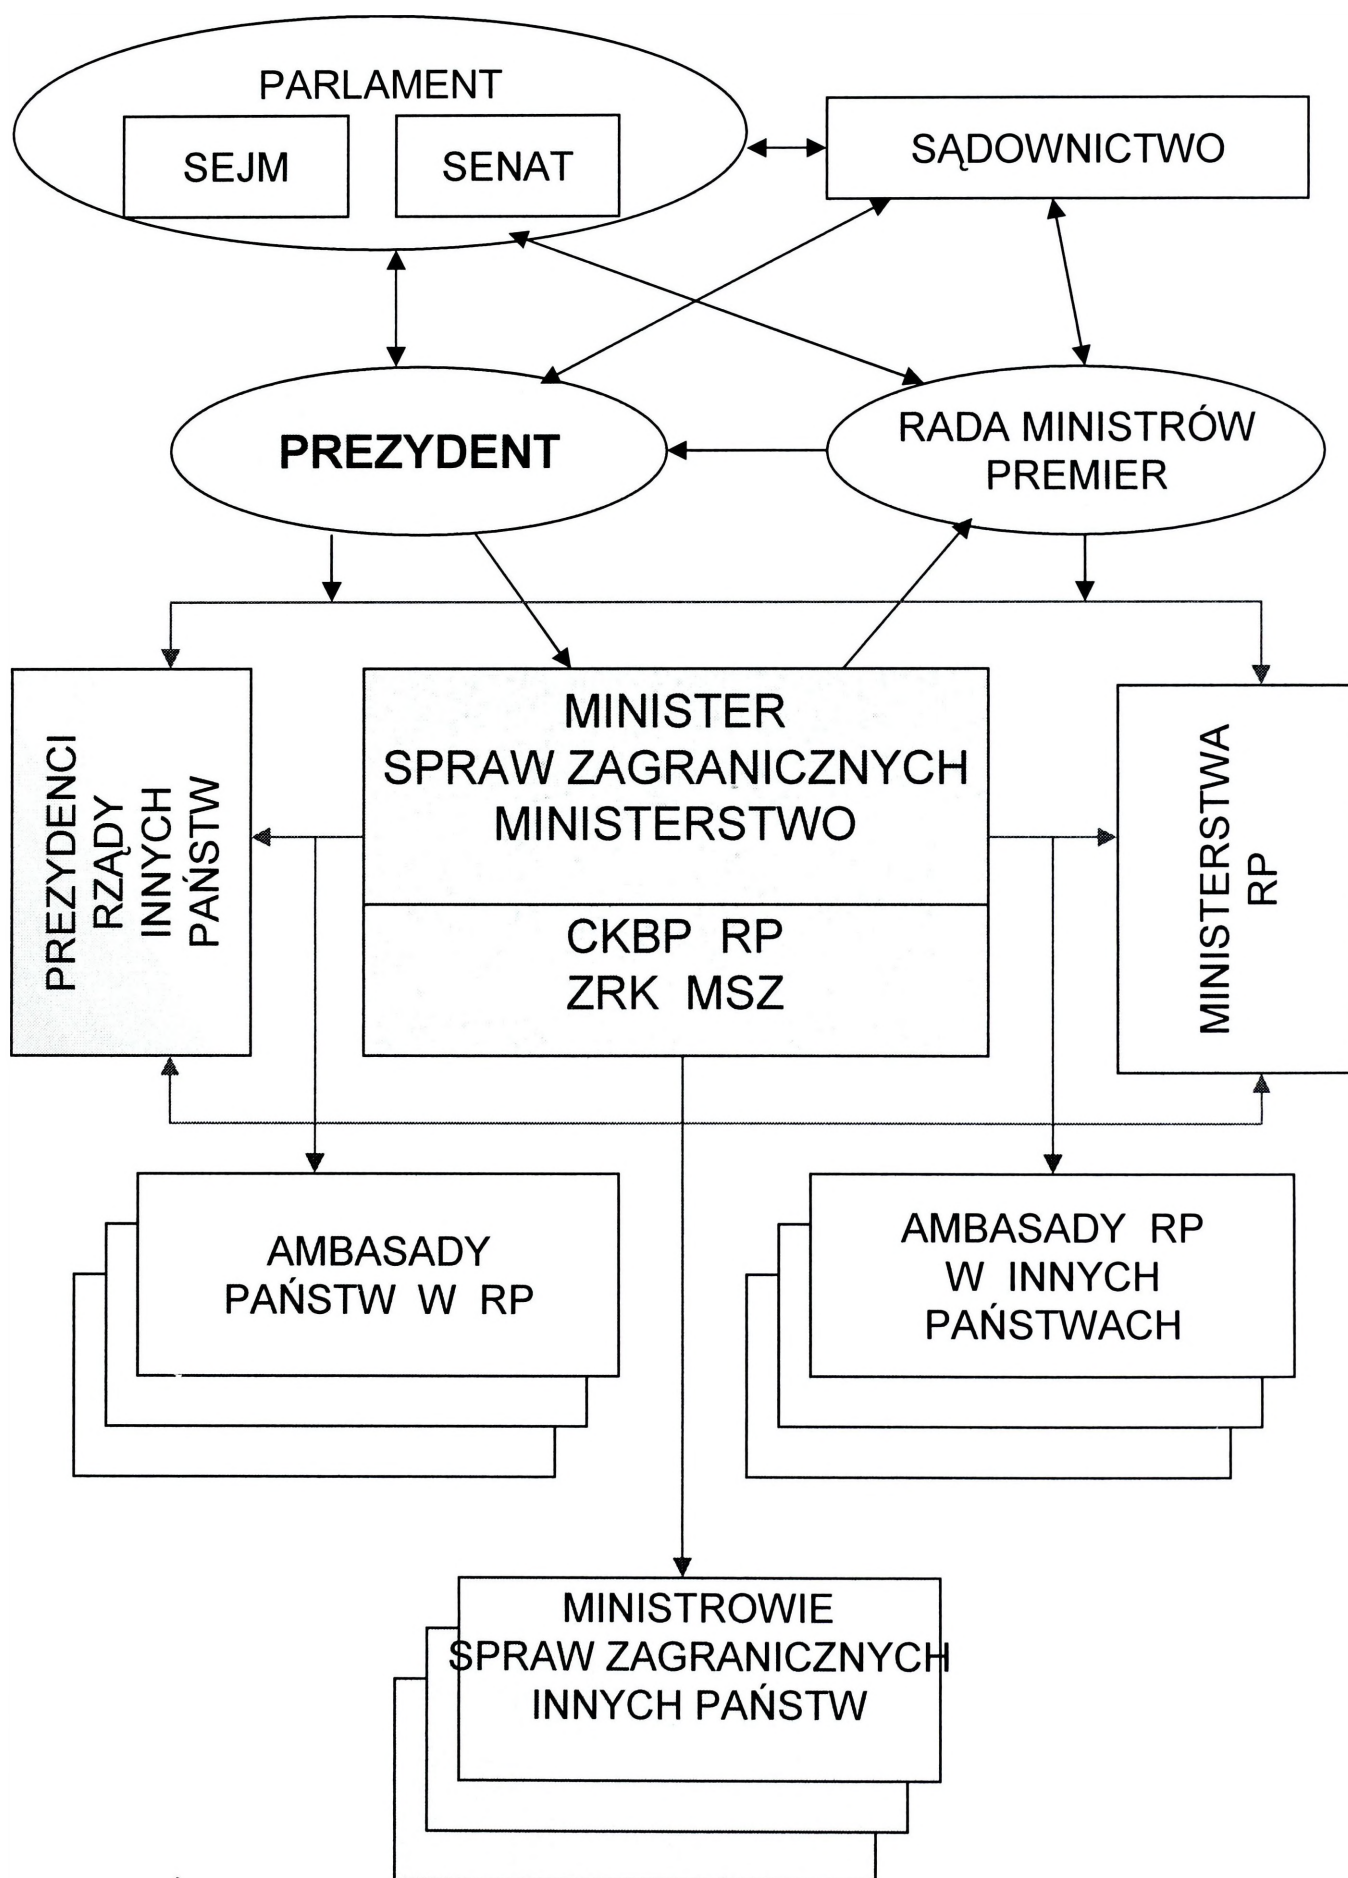 PARLAMENT
SEJM
SENAT
SĄDOWNICTWO
PREZYDENT
RADA MINISTRÓW
PREMIER
PREZYDENCI
RZĄDY
INNYCH
PAŃSTW
MINISTER
SPRAW ZAGRANICZNYCH
MINISTERSTWO
CKBP RP
ZRK MSZ
MINISTERSTWA
RP
AMBASADY
PAŃSTW W RP
AMBASADY RP
W INNYCH
PAŃSTWACH
MINISTROWIE
SPRAW ZAGRANICZNYCH
INNYCH PAŃSTW